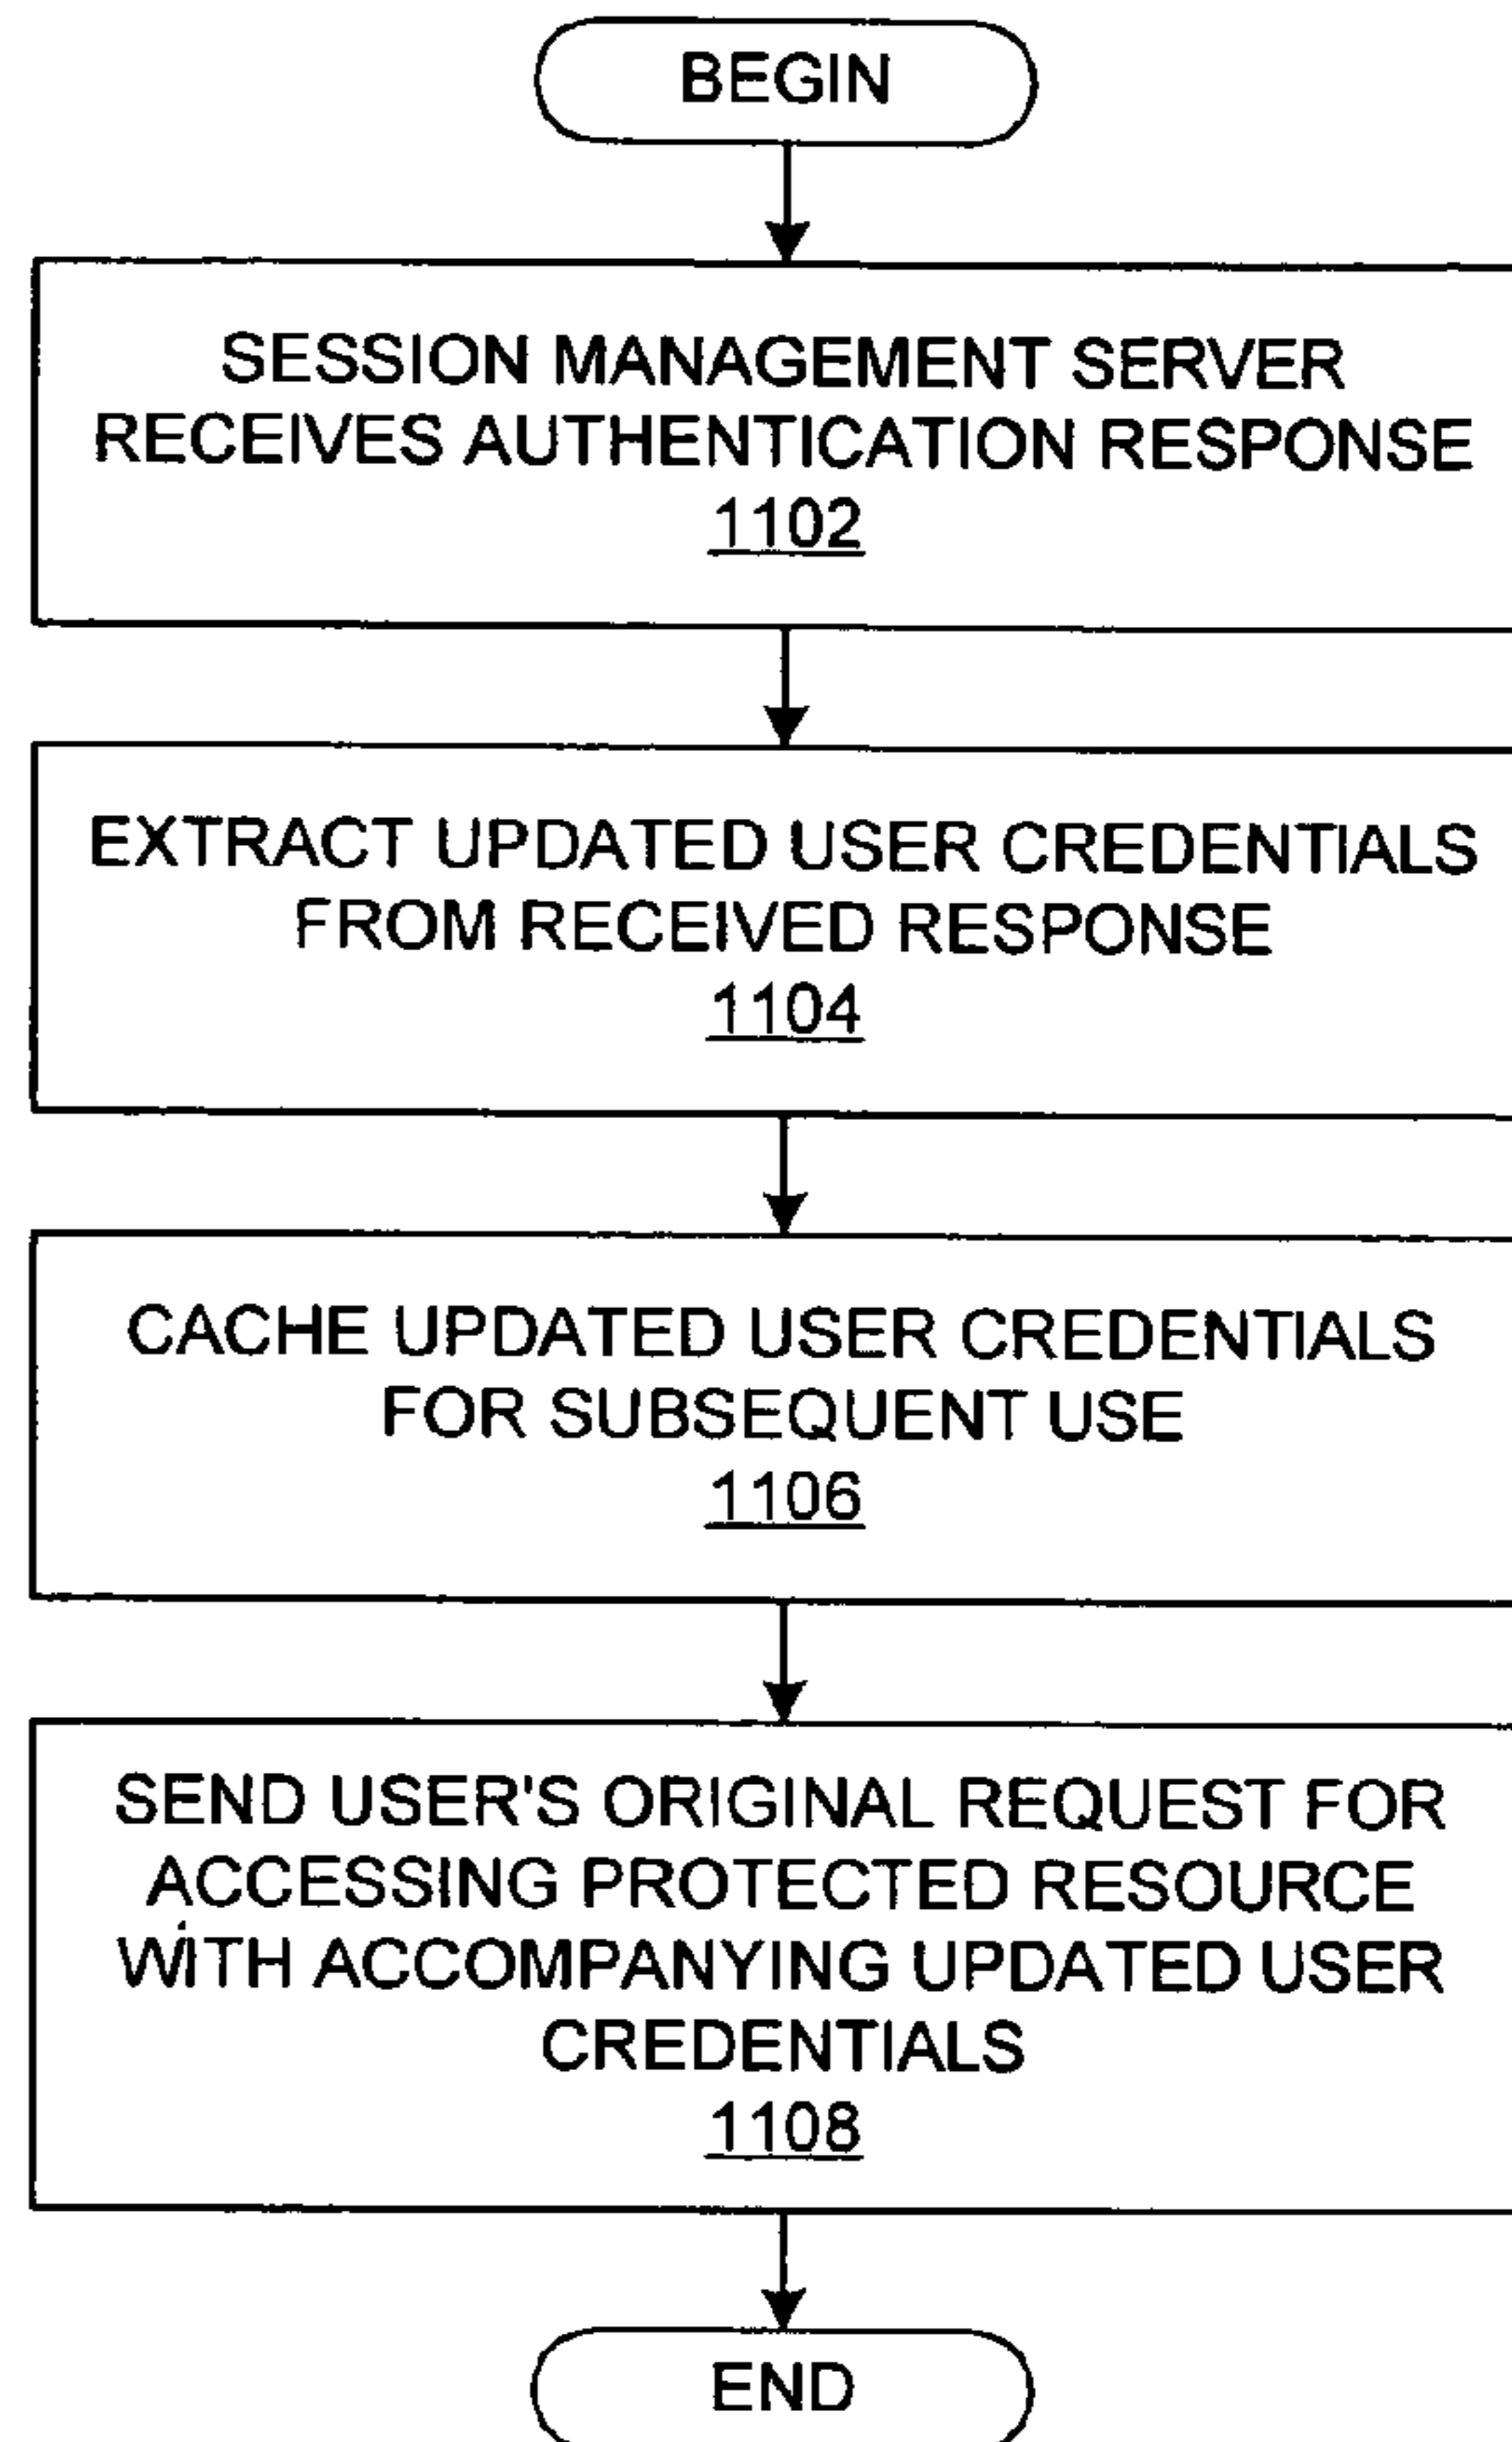 BEGIN
SESSION MANAGEMENT SERVER
RECEIVES AUTHENTICATION RESPONSE
1102
EXTRACT UPDATED USER CREDENTIALS
FROM RECEIVED RESPONSE
1104
CACHE UPDATED USER CREDENTIALS
FOR SUBSEQUENT USE
1106
SEND USER'S ORIGINAL REQUEST FOR
ACCESSING PROTECTED RESOURCE
WITH ACCOMPANYING UPDATED USER
CREDENTIALS
1108
END